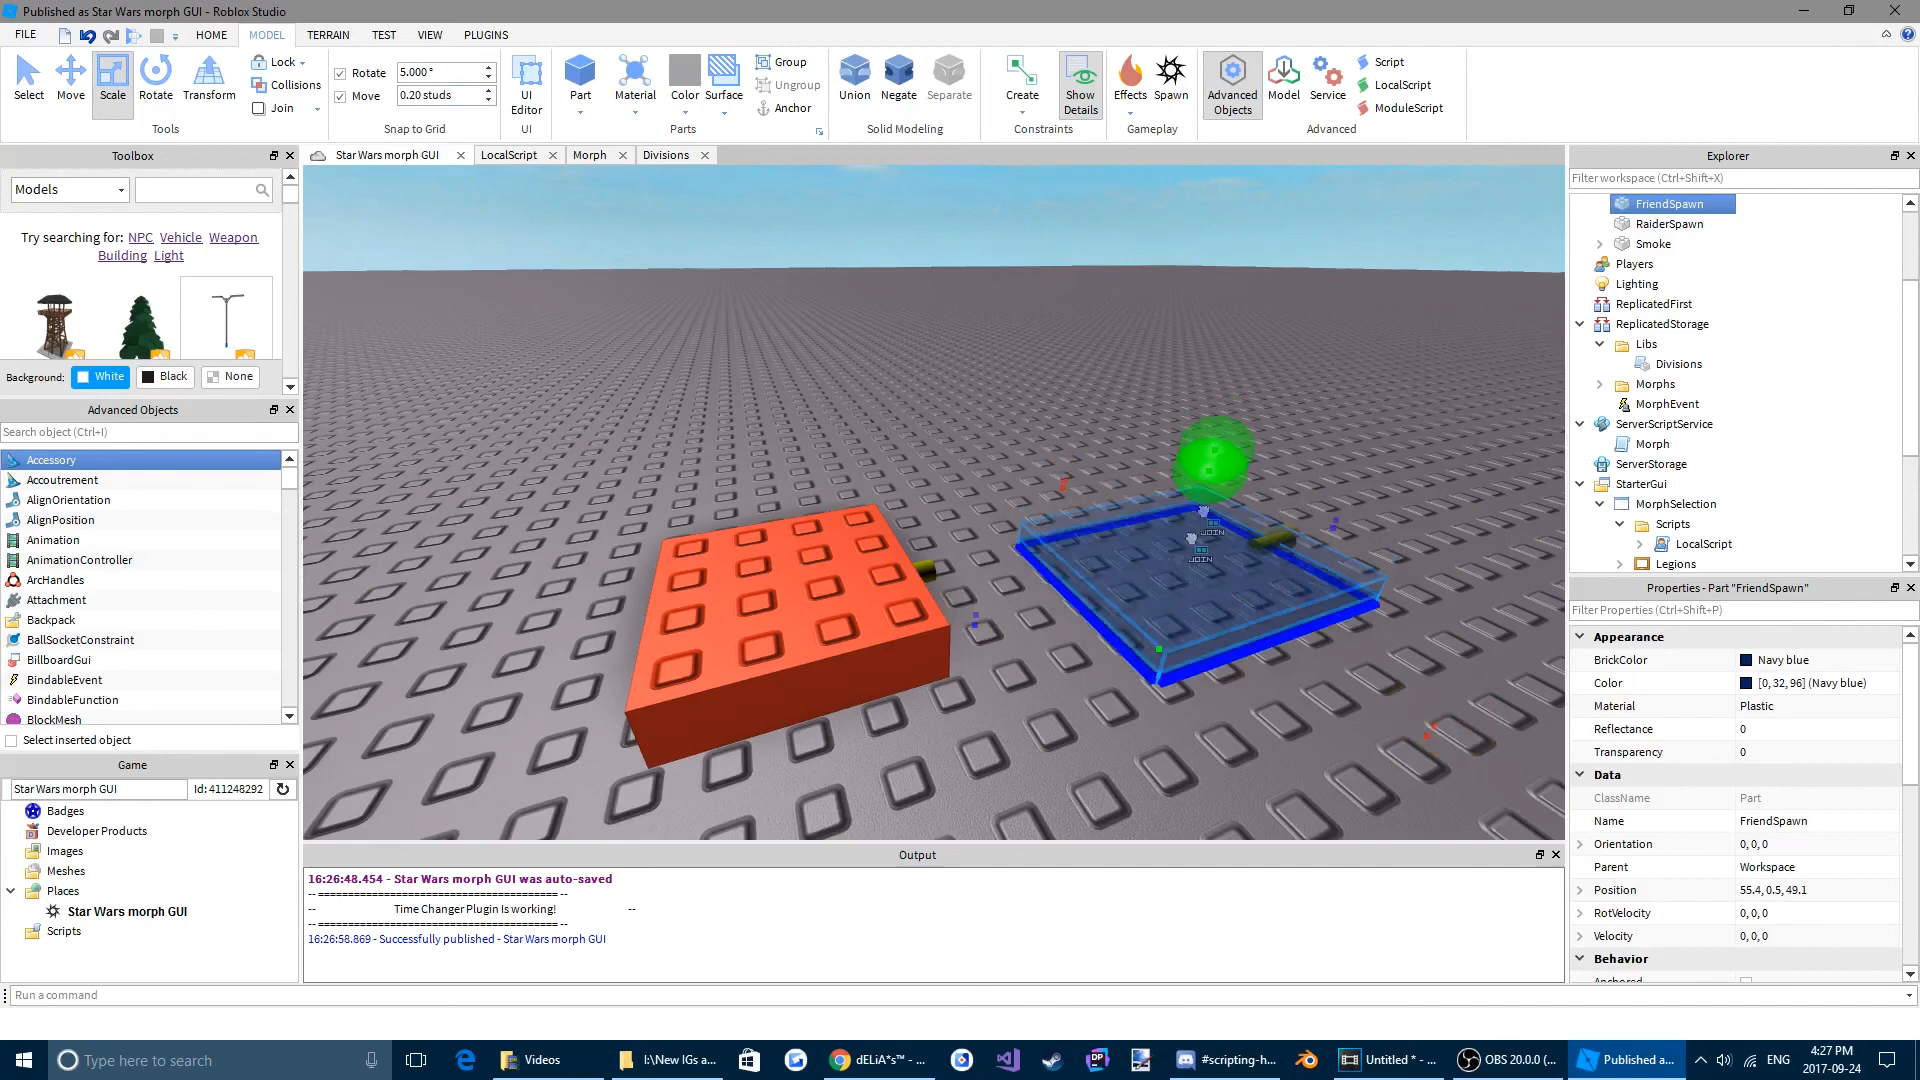 Published as Star Wars morph GUI - Roblox Studio
FILE HOME MODEL TERRAIN TEST VIEW PLUGINS
Select Move Scale Rotate Transform
Lock
Collisions
Join
Tools
Rotate 5.000 °
Move 0.20 studs
Snap to Grid
UI Editor
UI
Part Material Color Surface
Group
Ungroup
Anchor
Parts
Union Negate Separate
Solid Modeling
Create Show Details
Constraints
Effects Spawn
Gameplay
Advanced Objects Model Service
Script
LocalScript
ModuleScript
Advanced
Toolbox
Models
Try searching for: NPC Vehicle Weapon
Building Light
Background: White Black None
Advanced Objects
Search object (Ctrl+I)
Accessory
Accoutrement
AlignOrientation
AlignPosition
Animation
AnimationController
ArcHandles
Attachment
Backpack
BallSocketConstraint
BillboardGui
BindableEvent
BindableFunction
BlockMesh
Select inserted object
Game
Star Wars morph GUI Id: 411248292
Badges
Developer Products
Images
Meshes
Places
Star Wars morph GUI
Scripts
Star Wars morph GUI LocalScript Morph Divisions
JOIN
JOIN
Output
16:26:48.454 - Star Wars morph GUI was auto-saved
-- ======================================== --
-- Time Changer Plugin Is working! --
-- ======================================== --
16:26:58.869 - Successfully published - Star Wars morph GUI
Explorer
Filter workspace (Ctrl+Shift+X)
FriendSpawn
RaiderSpawn
Smoke
Players
Lighting
ReplicatedFirst
ReplicatedStorage
Libs
Divisions
Morphs
MorphEvent
ServerScriptService
Morph
ServerStorage
StarterGui
MorphSelection
Scripts
LocalScript
Legions
Properties - Part "FriendSpawn"
Filter Properties (Ctrl+Shift+P)
Appearance
BrickColor Navy blue
Color [0, 32, 96] (Navy blue)
Material Plastic
Reflectance 0
Transparency 0
Data
ClassName Part
Name FriendSpawn
Orientation 0, 0, 0
Parent Workspace
Position 55.4, 0.5, 49.1
RotVelocity 0, 0, 0
Velocity 0, 0, 0
Behavior
Anchored
Run a command
Type here to search
Videos
I:\New IGs a...
dELiA*s™ - ...
#scripting-h...
Untitled * - ...
OBS 20.0.0 (...
Published a...
ENG
4:27 PM
2017-09-24